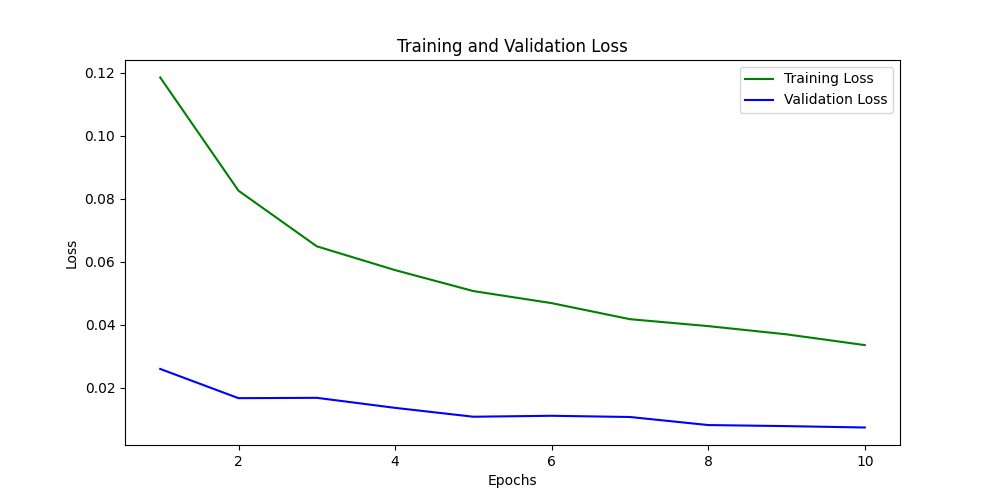 Training and Validation Loss
Training Loss
Validation Loss
0.12
0.10
0.08
0.06
0.04
0.02
Loss
2 4 6 8 10
Epochs